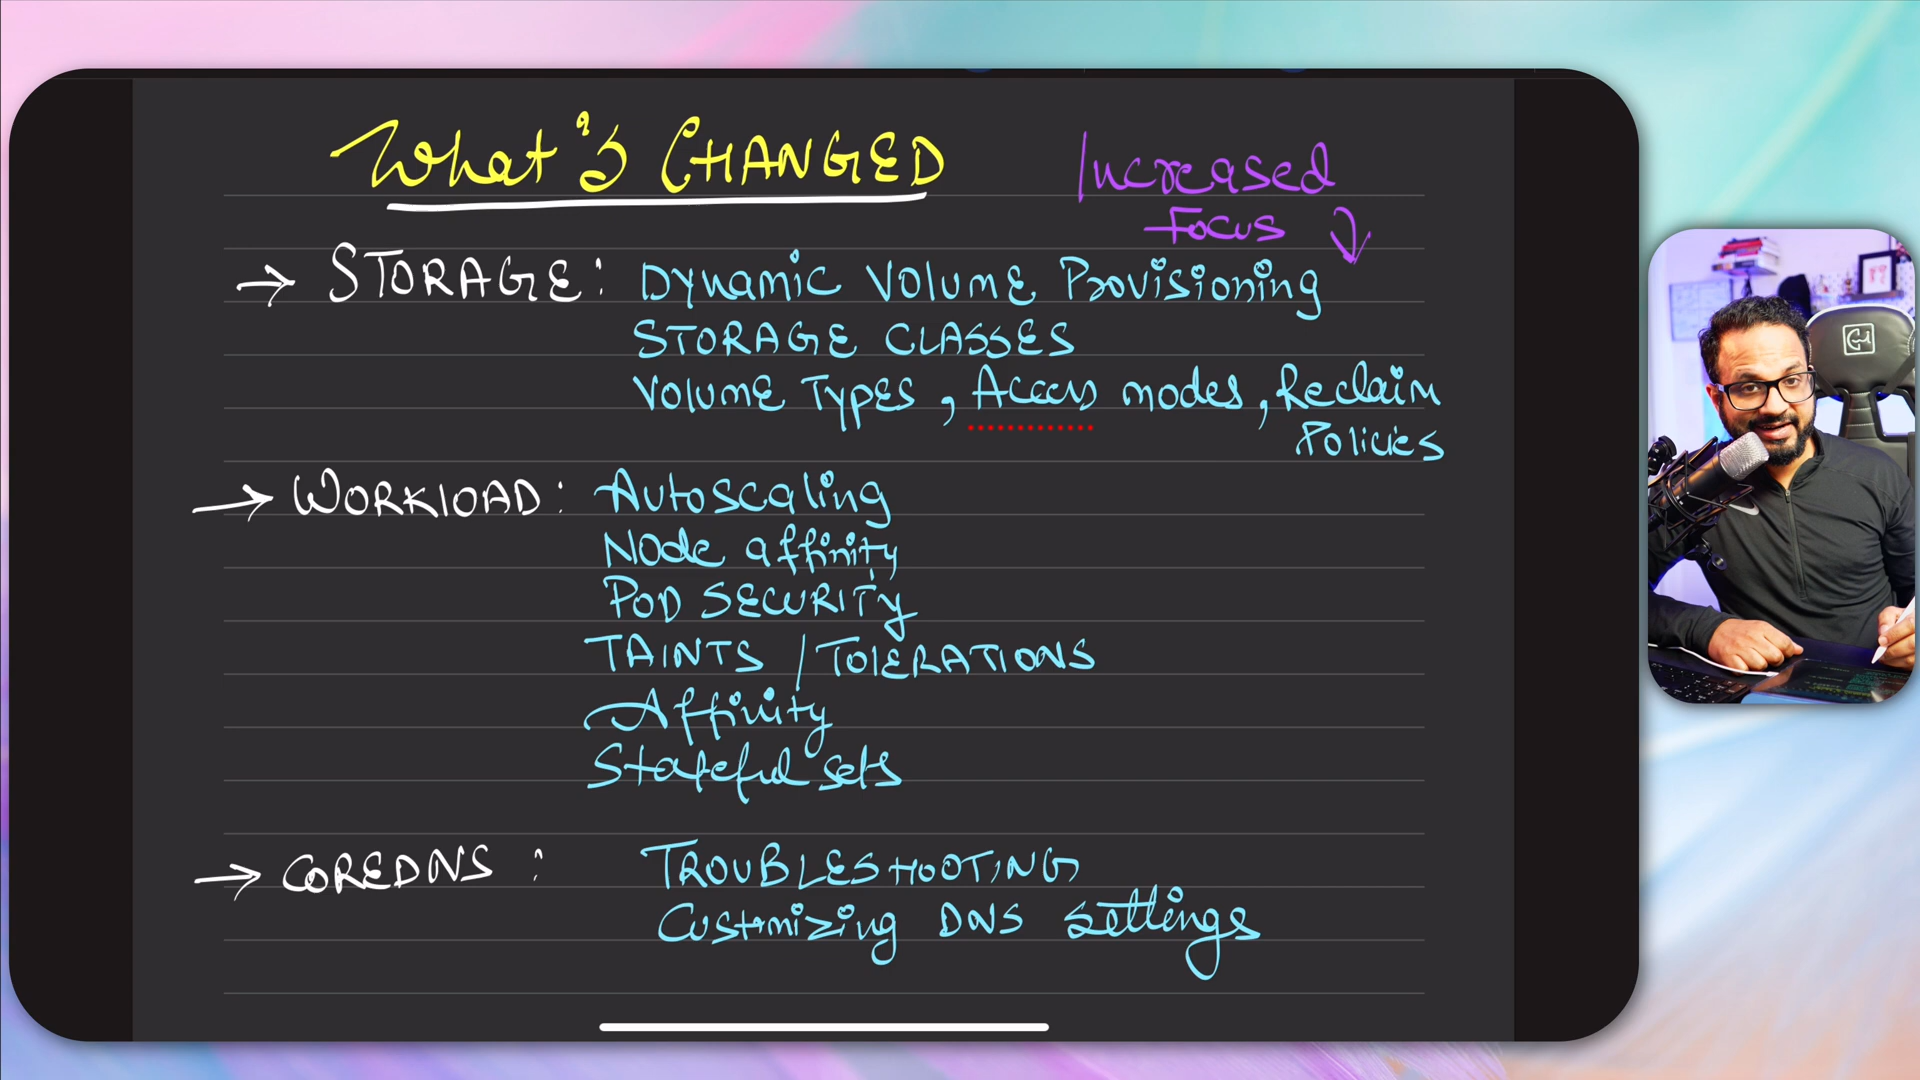 What's CHANGED
Increased
Focus
→ STORAGE: Dynamic Volume Provisioning
STORAGE CLASSES
Volume Types, Access modes, Reclaim
Policies
→ WORKLOAD: Autoscaling
Node affinity
POD SECURITY
TAINTS / TOLERATIONS
Affinity
Stateful sets
→ COREDNS: TROUBLESHOOTING
Customizing DNS settings